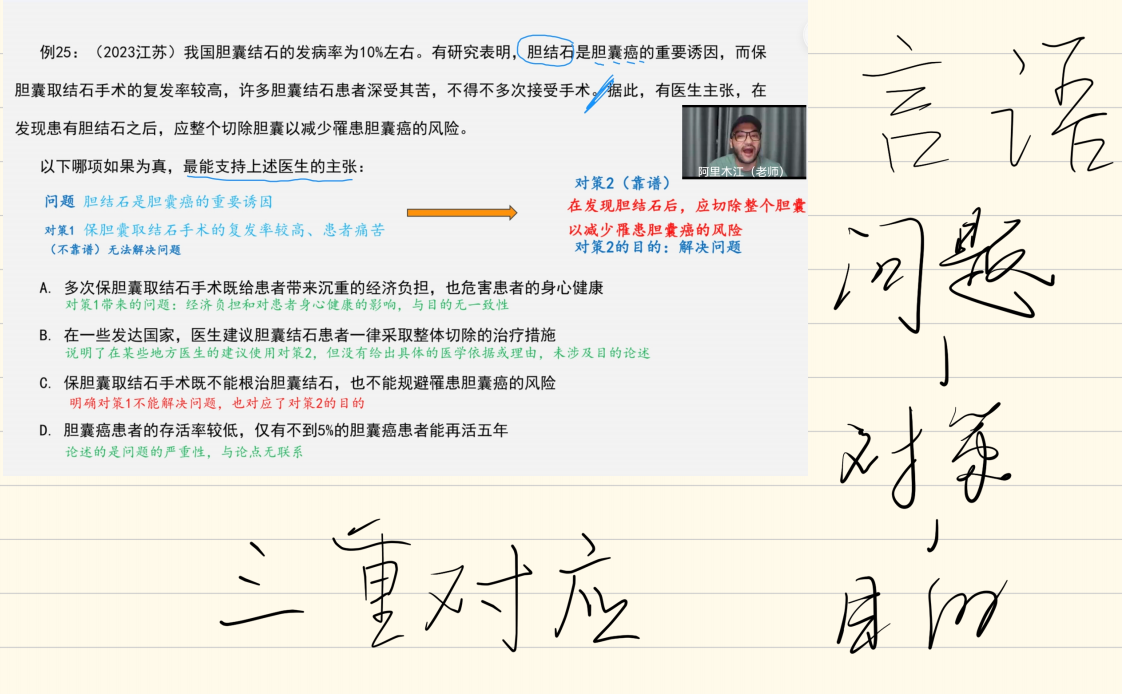 例25：（2023江苏）我国胆囊结石的发病率为10%左右。有研究表明，胆结石是胆囊癌的重要诱因，而保
胆囊取结石手术的复发率较高，许多胆囊结石患者深受其苦，不得不多次接受手术。据此，有医生主张，在
发现患有胆结石之后，应整个切除胆囊以减少罹患胆囊癌的风险。
以下哪项如果为真，最能支持上述医生的主张：
阿里木江（老师）
问题 胆结石是胆囊癌的重要诱因
对策1 保胆囊取结石手术的复发率较高、患者痛苦
（不靠谱）无法解决问题
对策2（靠谱）
在发现胆结石后，应切除整个胆囊
以减少罹患胆囊癌的风险
对策2的目的：解决问题
A. 多次保胆囊取结石手术既给患者带来沉重的经济负担，也危害患者的身心健康
对策1带来的问题：经济负担和对患者身心健康的影响，与目的无一致性
B. 在一些发达国家，医生建议胆囊结石患者一律采取整体切除的治疗措施
说明了在某些地方医生的建议使用对策2，但没有给出具体的医学依据或理由，未涉及目的论述
C. 保胆囊取结石手术既不能根治胆囊结石，也不能规避罹患胆囊癌的风险
明确对策1不能解决问题，也对应了对策2的目的
D. 胆囊癌患者的存活率较低，仅有不到5%的胆囊癌患者能再活五年
论述的是问题的严重性，与论点无联系
言语
问题
对策
目的
三重对应